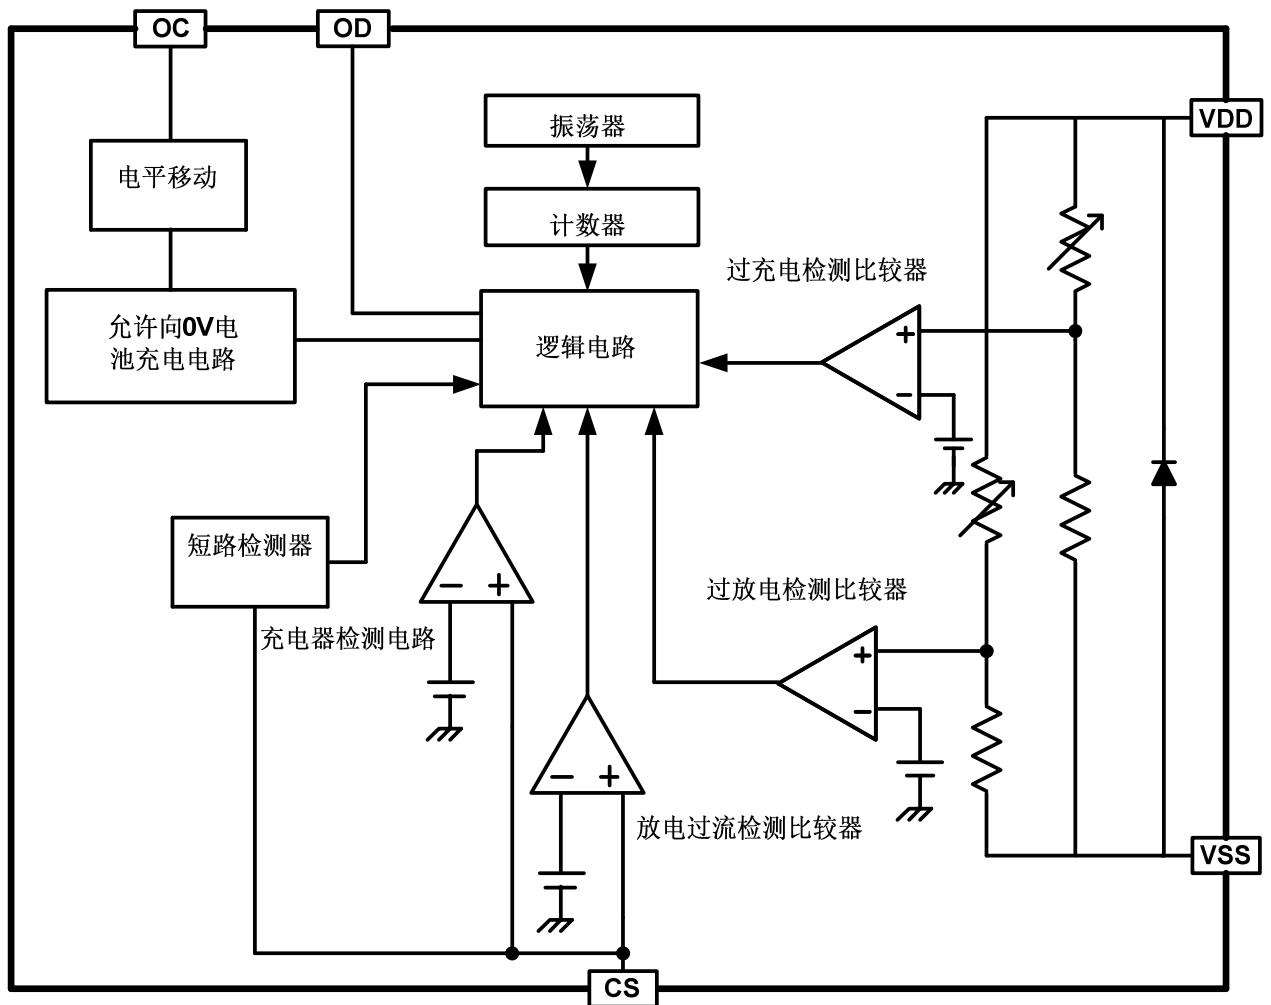 OC
OD
VDD
振荡器
电平移动
计数器
过充电检测比较器
允许向0V电
池充电电路
逻辑电路
短路检测器
过放电检测比较器
充电器检测电路
放电过流检测比较器
VSS
CS